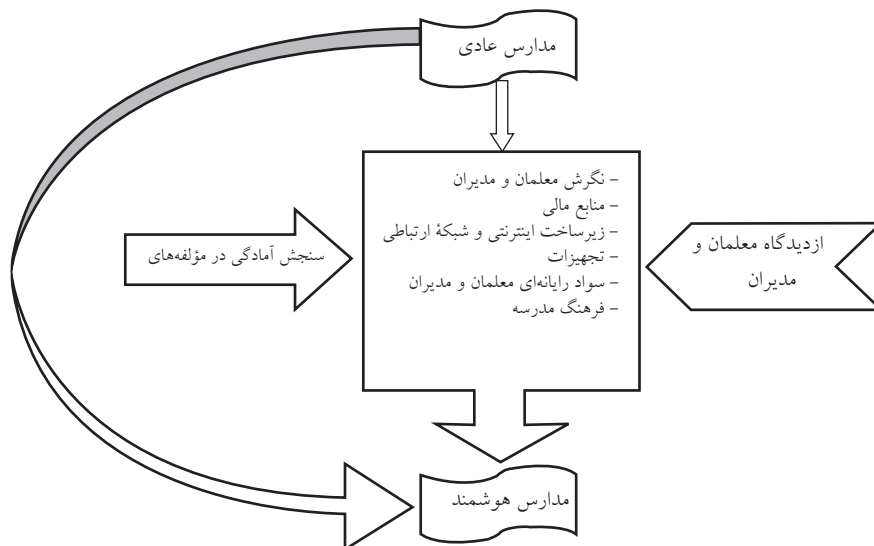 مدارس عادی
- نگرش معلمان و مدیران
- منابع مالی
- زیرساخت اینترنتی و شبکهٔ ارتباطی
- تجهیزات
- سواد رایانه‌ای معلمان و مدیران
- فرهنگ مدرسه
ازدیدگاه معلمان و
مدیران
سنجش آمادگی در مؤلفه‌های
مدارس هوشمند